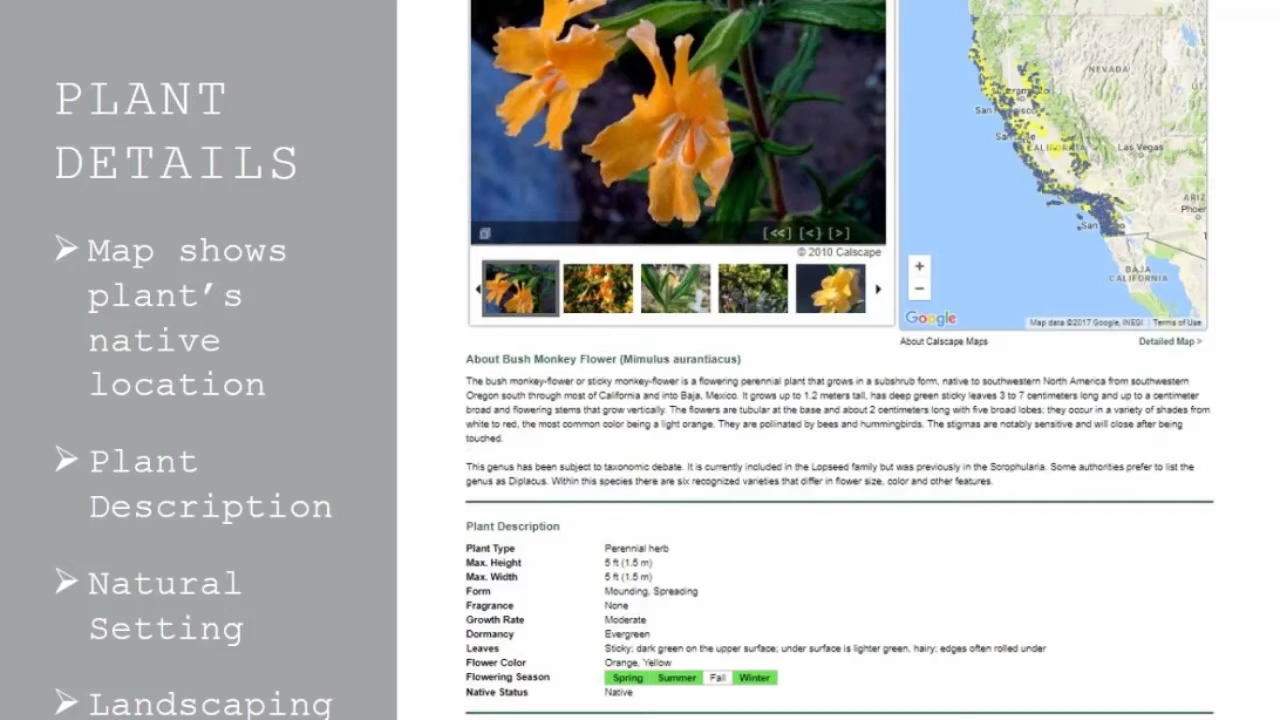 PLANT
DETAILS
Map shows
plant's
native
location
Plant
Description
Natural
Setting
Landscaping
[<<] [<] [>]
© 2010 Calscape
NEVADA
UT
Sacramento
San Francisco
CALIFORNIA
Las Vegas
ARIZ
Phoer
BAJA
CALIFORNIA
+
−
Google
Map data ©2017 Google, INEGI
Terms of Use
About Calscape Maps
Detailed Map >
About Bush Monkey Flower (Mimulus aurantiacus)
The bush monkey-flower or sticky monkey-flower is a flowering perennial plant that grows in a subshrub form, native to southwestern North America from southwestern
Oregon south through most of California and into Baja, Mexico. It grows up to 1.2 meters tall, has deep green sticky leaves 3 to 7 centimeters long and up to a centimeter
broad and flowering stems that grow vertically. The flowers are tubular at the base and about 2 centimeters long with five broad lobes; they occur in a variety of shades from
white to red, the most common color being a light orange. They are pollinated by bees and hummingbirds. The stigmas are notably sensitive and will close after being
touched.
This genus has been subject to taxonomic debate. It is currently included in the Lopseed family but was previously in the Scrophularia. Some authorities prefer to list the
genus as Diplacus. Within this species there are six recognized varieties that differ in flower size, color and other features.
Plant Description
Plant Type Perennial herb
Max. Height 5 ft (1.5 m)
Max. Width 5 ft (1.5 m)
Form Mounding, Spreading
Fragrance None
Growth Rate Moderate
Dormancy Evergreen
Leaves Sticky; dark green on the upper surface; under surface is lighter green, hairy; edges often rolled under
Flower Color Orange, Yellow
Flowering Season Spring Summer Fall Winter
Native Status Native